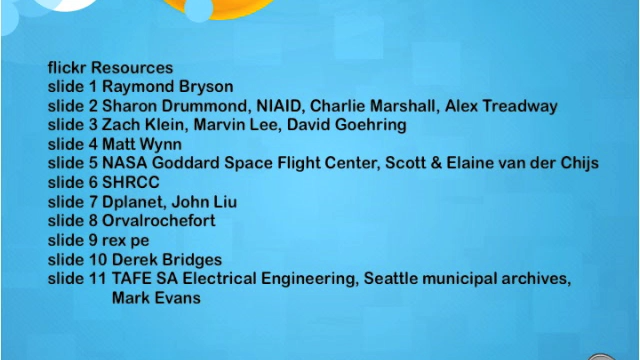 flickr Resources
slide 1 Raymond Bryson
slide 2 Sharon Drummond, NIAID, Charlie Marshall, Alex Treadway
slide 3 Zach Klein, Marvin Lee, David Goehring
slide 4 Matt Wynn
slide 5 NASA Goddard Space Flight Center, Scott & Elaine van der Chijs
slide 6 SHRCC
slide 7 Dplanet, John Liu
slide 8 Orvalrochefort
slide 9 rex pe
slide 10 Derek Bridges
slide 11 TAFE SA Electrical Engineering, Seattle municipal archives,
Mark Evans